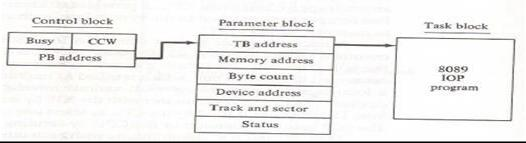 Control block
Parameter block
Task block
Busy CCW
PB address
TB address
Memory address
Byte count
Device address
Track and sector
Status
8089
IOP
program